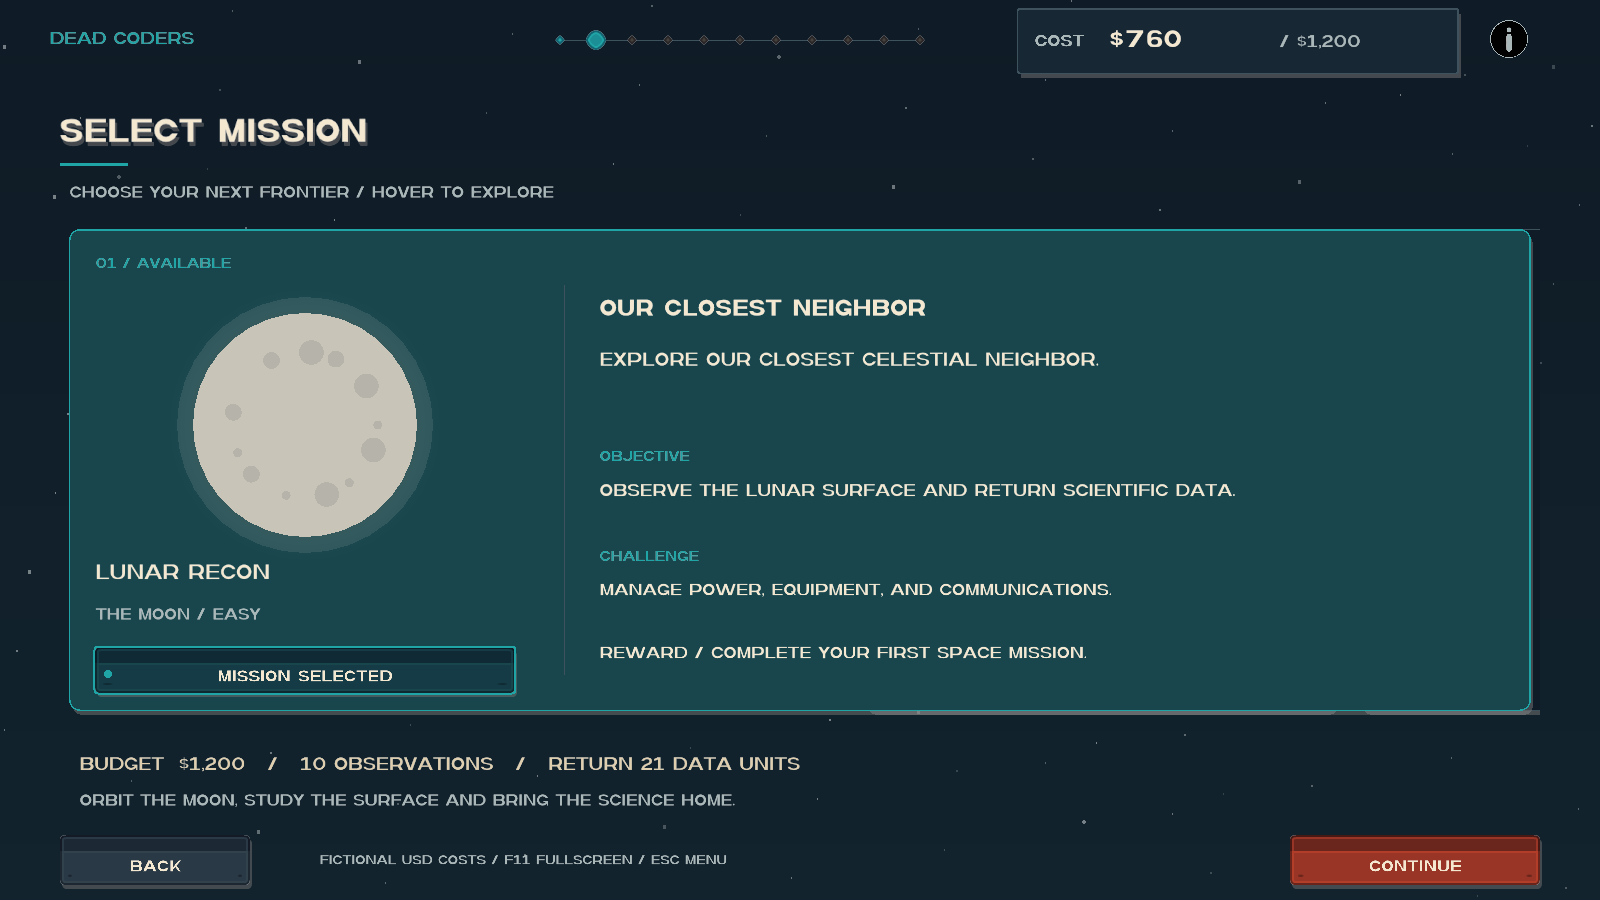 DEAD CODERS
COST $760 / $1,200
SELECT MISSION
CHOOSE YOUR NEXT FRONTIER / HOVER TO EXPLORE
01 / AVAILABLE
LUNAR RECON
THE MOON / EASY
MISSION SELECTED
OUR CLOSEST NEIGHBOR
EXPLORE OUR CLOSEST CELESTIAL NEIGHBOR.
OBJECTIVE
OBSERVE THE LUNAR SURFACE AND RETURN SCIENTIFIC DATA.
CHALLENGE
MANAGE POWER, EQUIPMENT, AND COMMUNICATIONS.
REWARD / COMPLETE YOUR FIRST SPACE MISSION.
BUDGET $1,200 / 10 OBSERVATIONS / RETURN 21 DATA UNITS
ORBIT THE MOON, STUDY THE SURFACE AND BRING THE SCIENCE HOME.
BACK
FICTIONAL USD COSTS / F11 FULLSCREEN / ESC MENU
CONTINUE